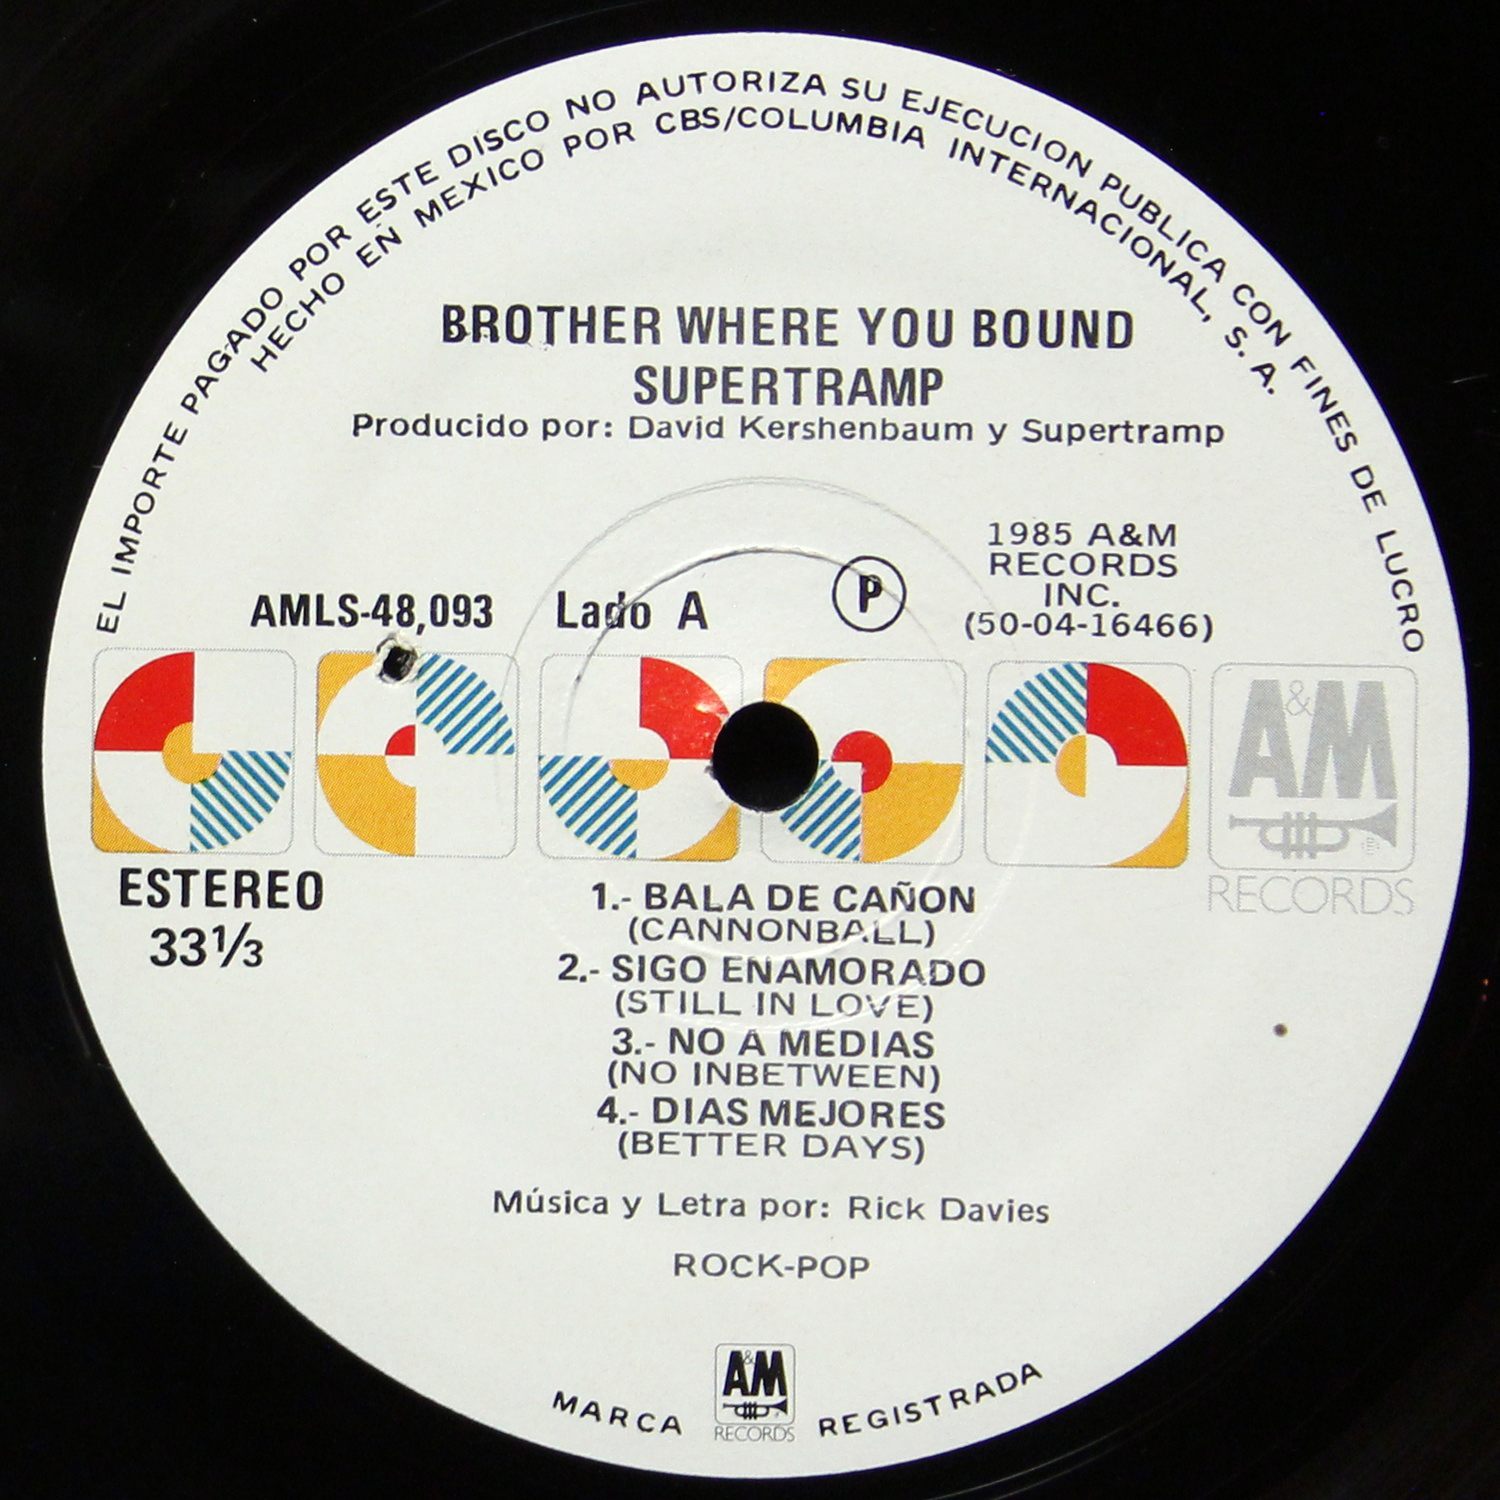 EL IMPORTE PAGADO POR ESTE DISCO NO AUTORIZA SU EJECUCION PUBLICA CON FINES DE LUCRO
HECHO EN MEXICO POR CBS/COLUMBIA INTERNACIONAL, S. A.
BROTHER WHERE YOU BOUND
SUPERTRAMP
Producido por: David Kershenbaum y Supertramp
1985 A&M
RECORDS
INC.
(50-04-16466)
AMLS-48,093 Lado A Ⓟ
A&M
RECORDS
ESTEREO
33⅓
1.- BALA DE CAÑON
(CANNONBALL)
2.- SIGO ENAMORADO
(STILL IN LOVE)
3.- NO A MEDIAS
(NO INBETWEEN)
4.- DIAS MEJORES
(BETTER DAYS)
Música y Letra por: Rick Davies
ROCK-POP
A&M
RECORDS
MARCA REGISTRADA